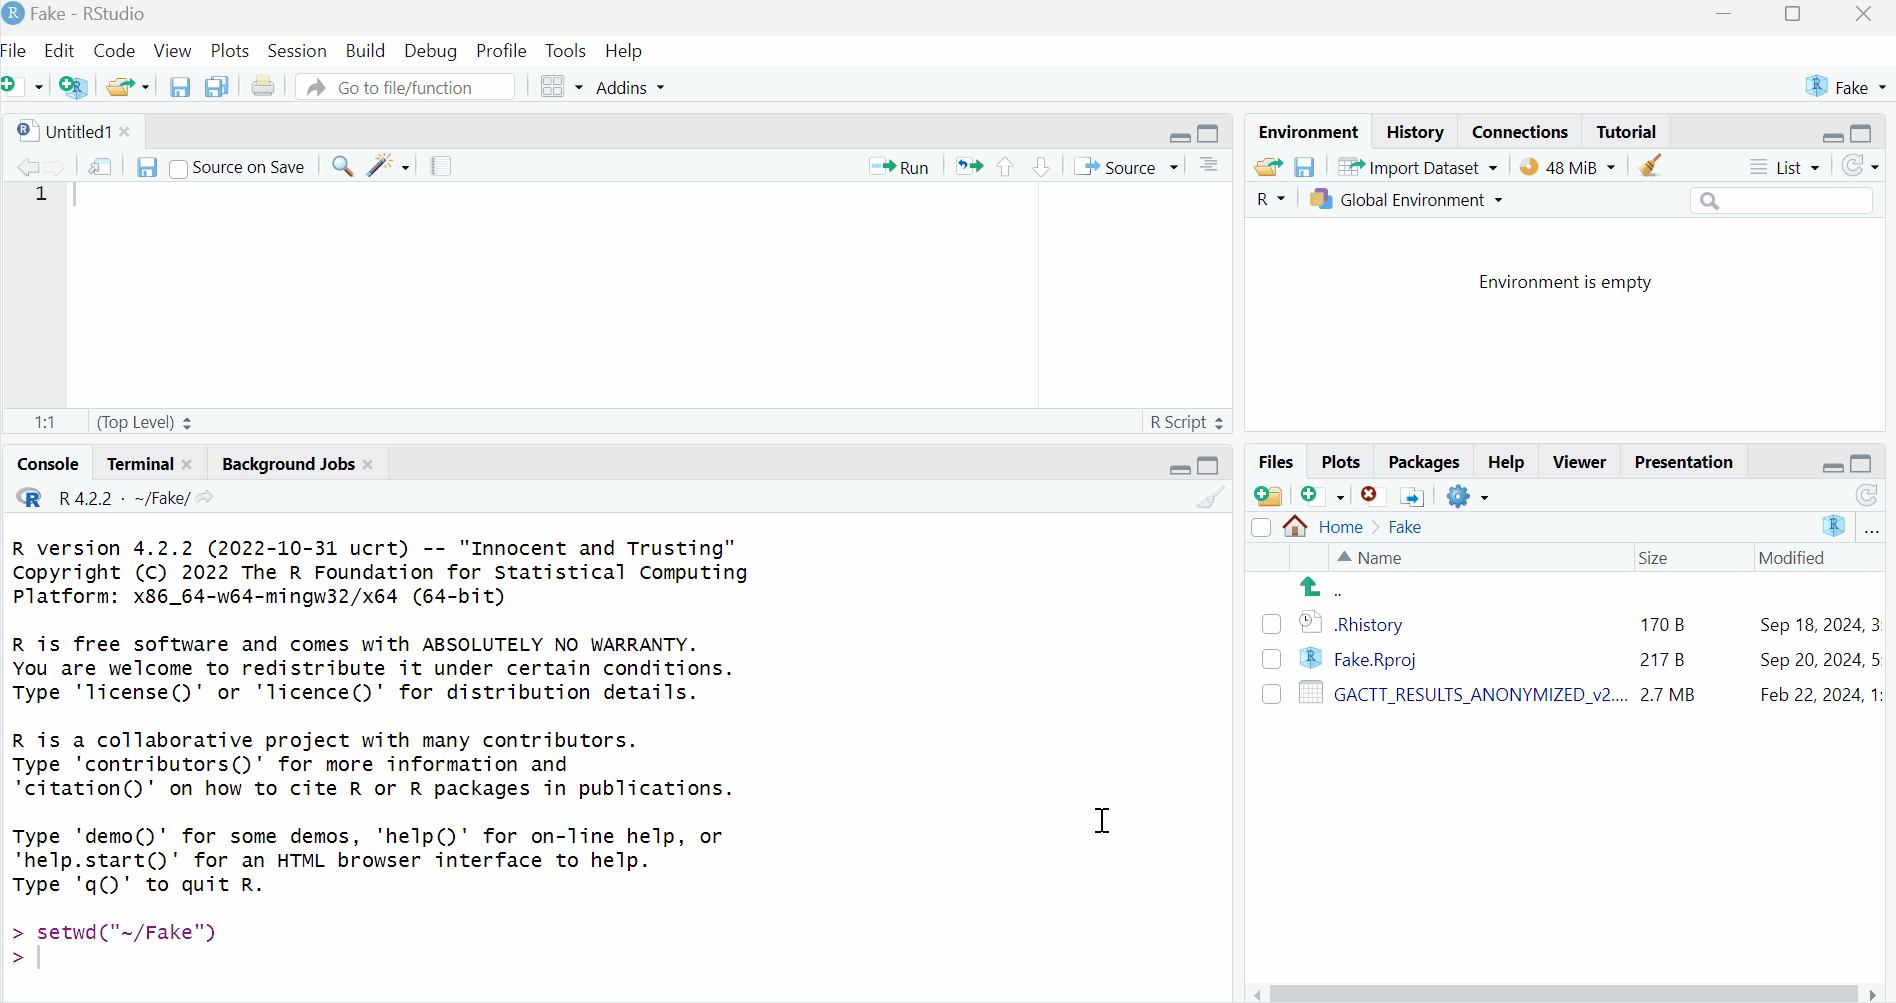 Fake - RStudio
File Edit Code View Plots Session Build Debug Profile Tools Help
Go to file/function Addins Fake
Untitled1
Source on Save Run Source
1
1:1 (Top Level) R Script
Console Terminal Background Jobs
R 4.2.2 · ~/Fake/
R version 4.2.2 (2022-10-31 ucrt) -- "Innocent and Trusting"
Copyright (C) 2022 The R Foundation for Statistical Computing
Platform: x86_64-w64-mingw32/x64 (64-bit)
R is free software and comes with ABSOLUTELY NO WARRANTY.
You are welcome to redistribute it under certain conditions.
Type 'license()' or 'licence()' for distribution details.
R is a collaborative project with many contributors.
Type 'contributors()' for more information and
'citation()' on how to cite R or R packages in publications.
Type 'demo()' for some demos, 'help()' for on-line help, or
'help.start()' for an HTML browser interface to help.
Type 'q()' to quit R.
> setwd("~/Fake")
>
Environment History Connections Tutorial
Import Dataset 48 MiB List
R Global Environment
Environment is empty
Files Plots Packages Help Viewer Presentation
Home Fake ...
Name Size Modified
..
.Rhistory 170 B Sep 18, 2024, 3:
Fake.Rproj 217 B Sep 20, 2024, 5:
GACTT_RESULTS_ANONYMIZED_v2.... 2.7 MB Feb 22, 2024, 1: